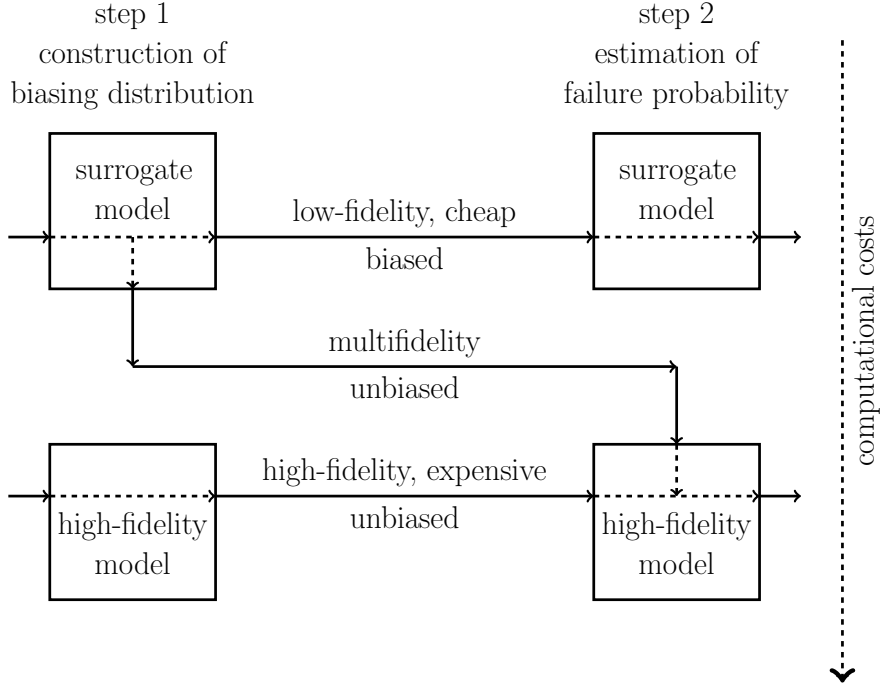 step 1
construction of
biasing distribution
step 2
estimation of
failure probability
surrogate
model
low-fidelity, cheap
biased
surrogate
model
multifidelity
unbiased
high-fidelity
model
high-fidelity, expensive
unbiased
high-fidelity
model
computational costs